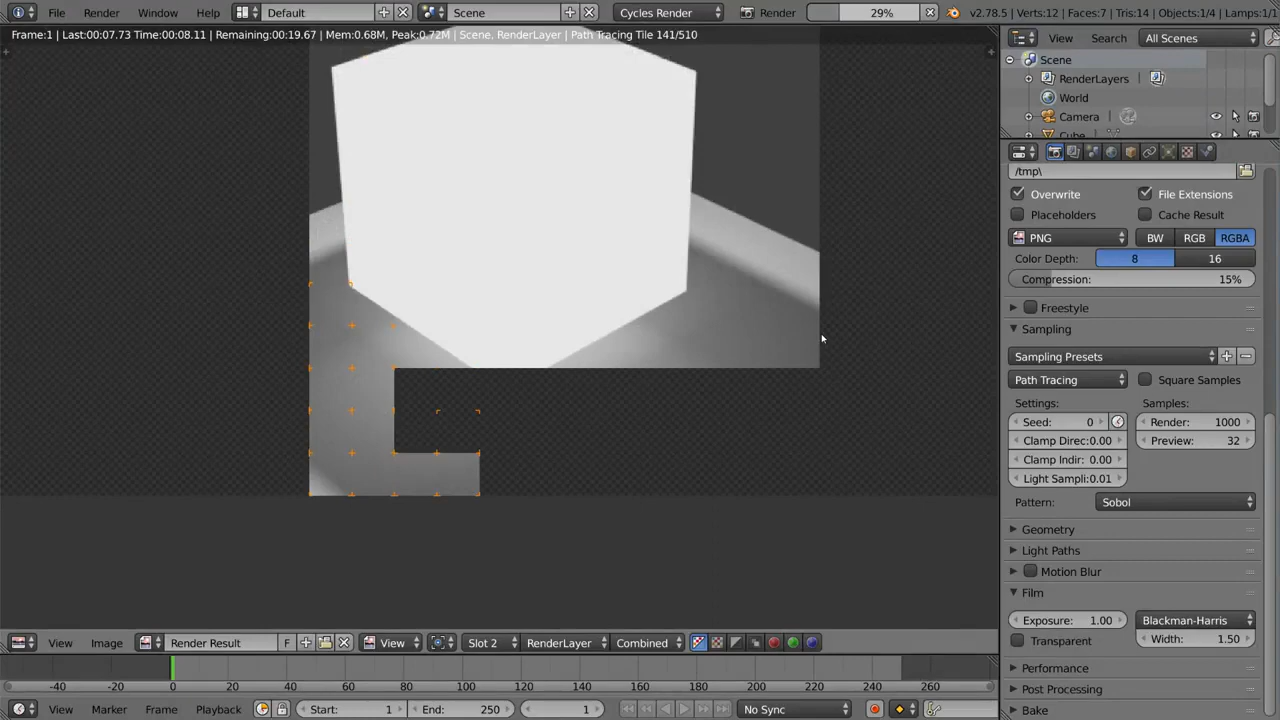 File Render Window Help Default Scene Cycles Render Render 29% v2.78.5 | Verts:12 | Faces:7 | Tris:14 | Objects:1/4 | Lamps:1/1
Frame:1 | Last:00:07.73 Time:00:08.11 | Remaining:00:19.67 | Mem:0.68M, Peak:0.72M | Scene, RenderLayer | Path Tracing Tile 141/510
View Search All Scenes
Scene
RenderLayers
World
Camera
Cube
/tmp\
Overwrite File Extensions
Placeholders Cache Result
PNG BW RGB RGBA
Color Depth: 8 16
Compression: 15%
Freestyle
Sampling
Sampling Presets
Path Tracing Square Samples
Settings: Samples:
Seed: 0 Render: 1000
Clamp Direc:0.00 Preview: 32
Clamp Indir: 0.00
Light Sampli:0.01
Pattern: Sobol
Geometry
Light Paths
Motion Blur
Film
Exposure: 1.00 Blackman-Harris
Transparent Width: 1.50
Performance
Post Processing
Bake
View Image Render Result F View Slot 2 RenderLayer Combined
-40 -20 0 20 40 60 80 100 120 140 160 180 200 220 240 260
View Marker Frame Playback Start: 1 End: 250 1 No Sync